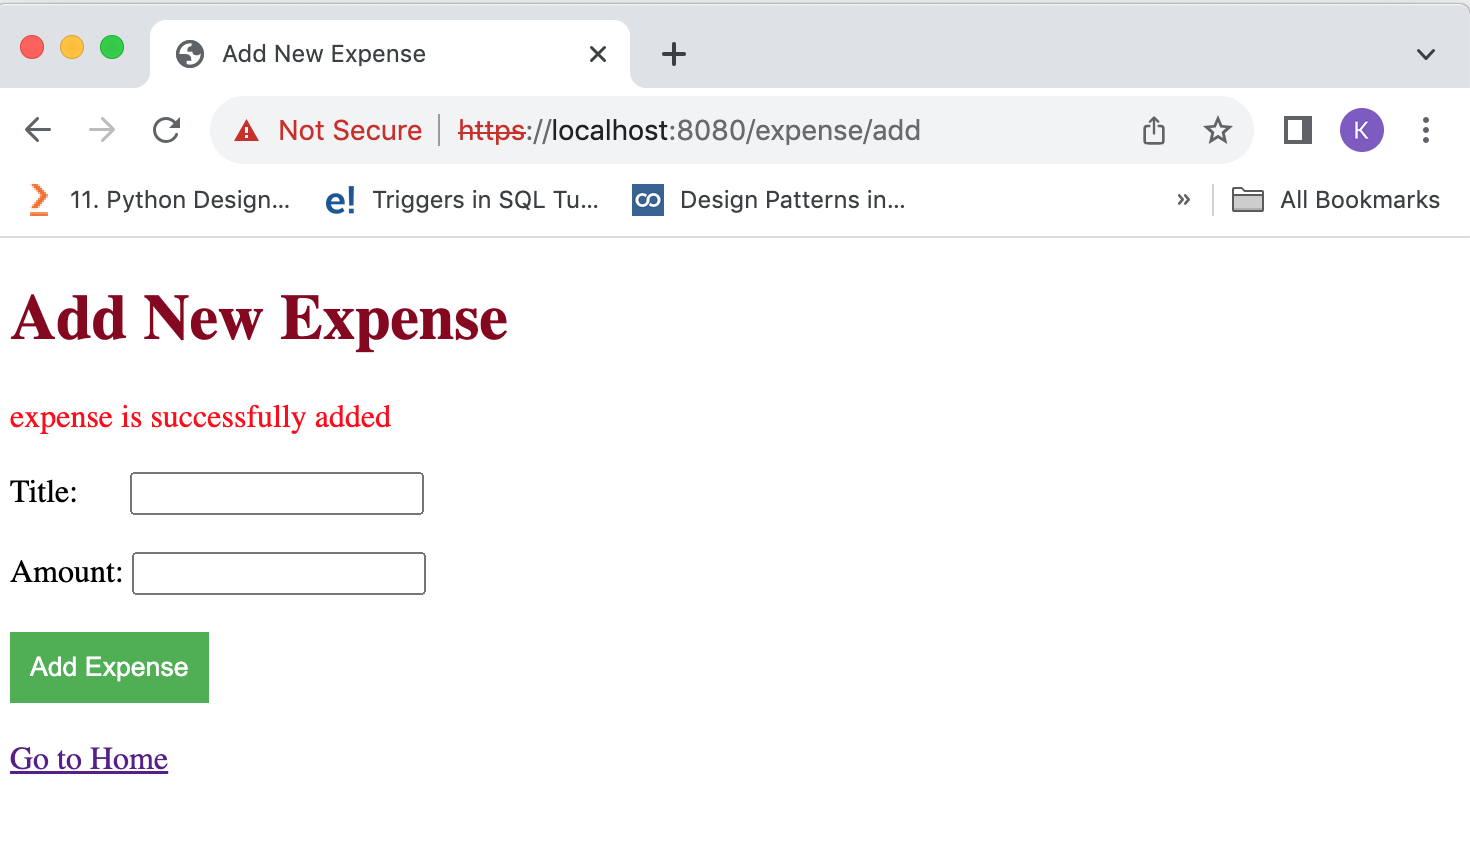 Add New Expense
Not Secure https://localhost:8080/expense/add K
11. Python Design... e! Triggers in SQL Tu... Design Patterns in... » All Bookmarks
Add New Expense
expense is successfully added
Title:
Amount:
Add Expense
Go to Home